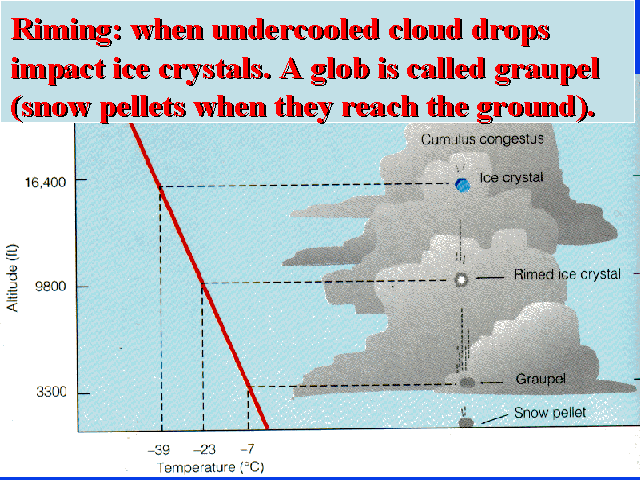 Riming: when undercooled cloud drops
impact ice crystals. A glob is called graupel
(snow pellets when they reach the ground).
Cumulus congestus
16,400
Ice crystal
Altitude (ft)
9800
Rimed ice crystal
3300
Graupel
Snow pellet
–39 –23 –7
Temperature (°C)